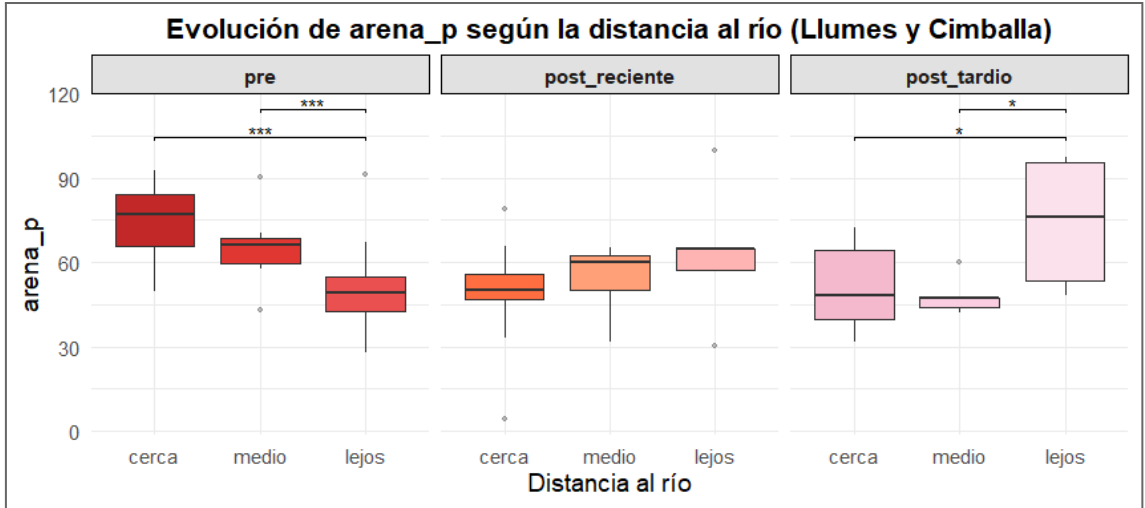 Evolución de arena_p según la distancia al río (Llumes y Cimballa)
pre
post_reciente
post_tardio
120
90
60
30
0
arena_p
***
***
*
*
cerca medio lejos
cerca medio lejos
cerca medio lejos
Distancia al río